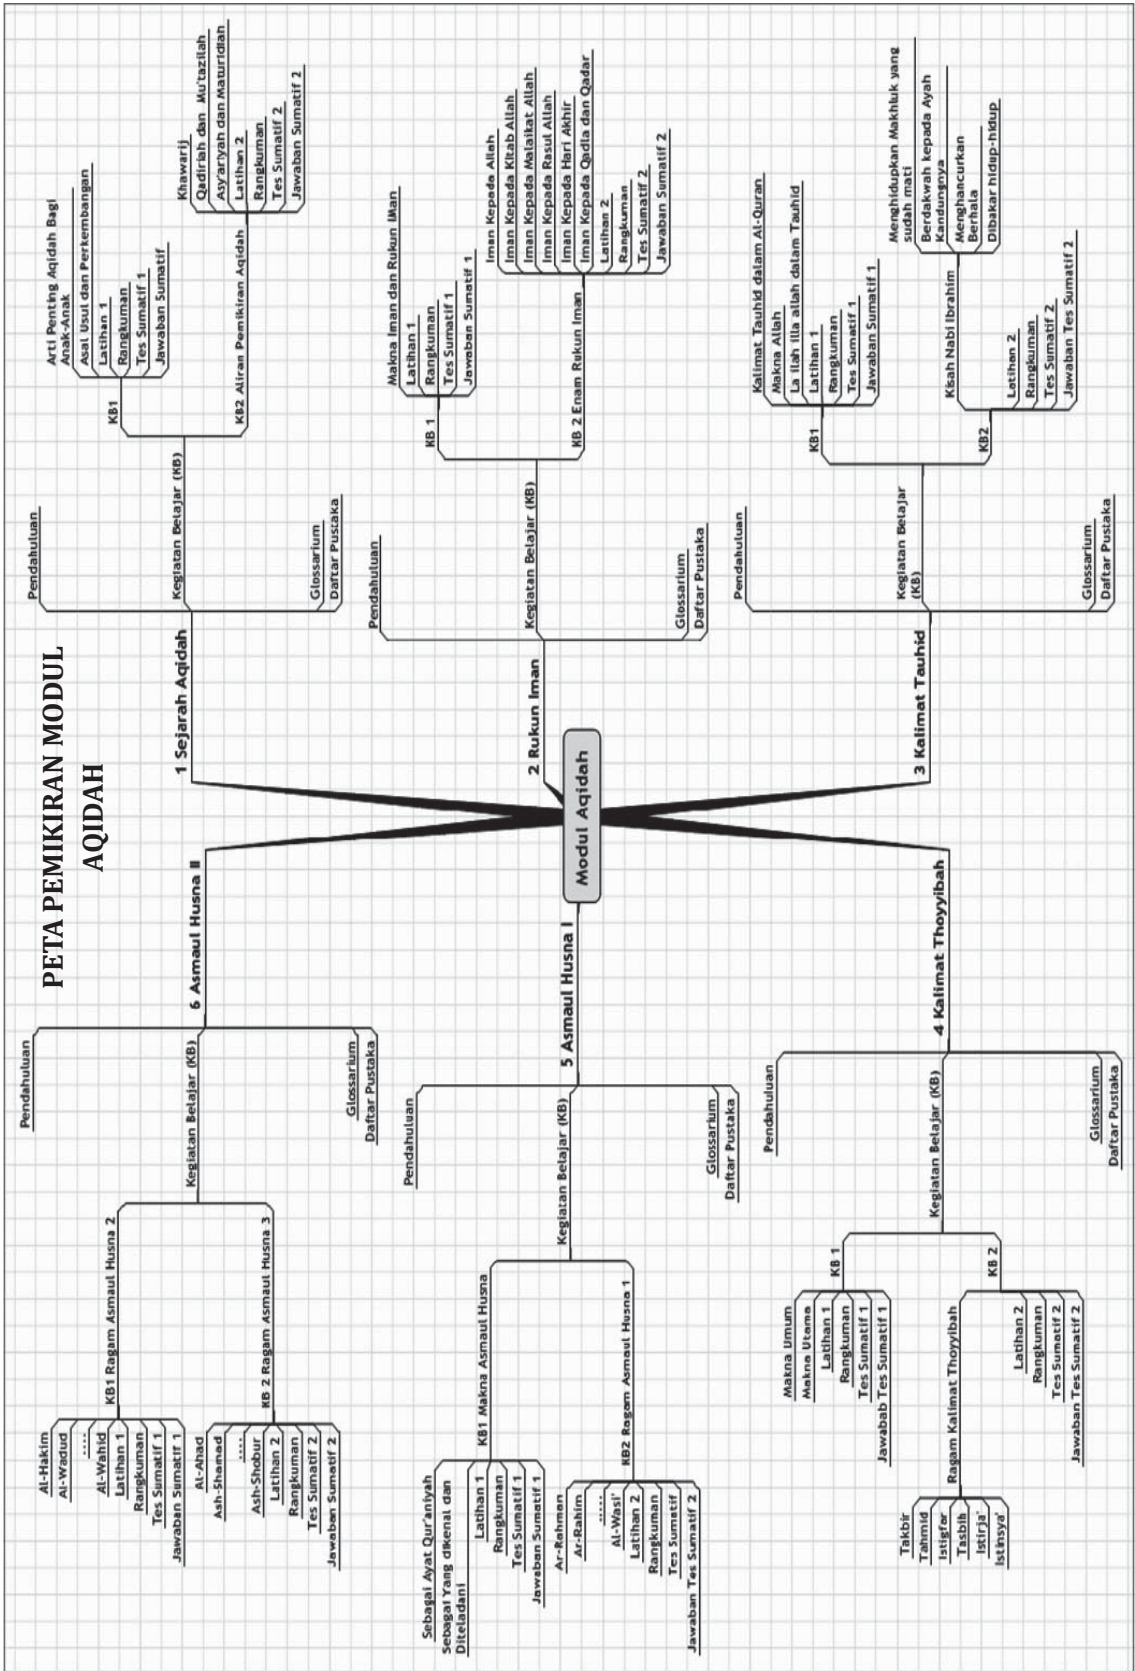 PETA PEMIKIRAN MODUL
AQIDAH
Modul Aqidah
1 Sejarah Aqidah
Pendahuluan
Kegiatan Belajar (KB)
KB1
Arti Penting Aqidah Bagi
Anak-Anak
Asal Usul dan Perkembangan
Latihan 1
Rangkuman
Tes Sumatif 1
Jawaban Sumatif
KB2 Aliran Pemikiran Aqidah
Khawarij
Qadiriah dan Mu'tazilah
Asy'ariyah dan Maturidiah
Latihan 2
Rangkuman
Tes Sumatif 2
Jawaban Sumatif 2
Glossarium
Daftar Pustaka
2 Rukun Iman
Pendahuluan
Kegiatan Belajar (KB)
KB 1
Makna Iman dan Rukun IMan
Latihan 1
Rangkuman
Tes Sumatif 1
Jawaban Sumatif 1
KB 2 Enam Rukun Iman
Iman Kepada Allah
Iman Kepada Kitab Allah
Iman Kepada Malaikat Allah
Iman Kepada Rasul Allah
Iman Kepada Hari Akhir
Iman Kepada Qadla dan Qadar
Latihan 2
Rangkuman
Tes Sumatif 2
Jawaban Sumatif 2
Glossarium
Daftar Pustaka
3 Kalimat Tauhid
Pendahuluan
Kegiatan Belajar
(KB)
KB1
Kalimat Tauhid dalam Al-Quran
Makna Allah
La ilah illa allah dalam Tauhid
Latihan 1
Rangkuman
Tes Sumatif 1
Jawaban Sumatif 1
KB2
Kisah Nabi Ibrahim
Menghidupkan Makhluk yang
sudah mati
Berdakwah kepada Ayah
Kandungnya
Menghancurkan
Berhala
Dibakar hidup-hidup
Latihan 2
Rangkuman
Tes Sumatif 2
Jawaban Tes Sumatif 2
Glossarium
Daftar Pustaka
4 Kalimat Thoyyibah
Pendahuluan
Kegiatan Belajar (KB)
KB 1
Makna Umum
Makna Utama
Latihan 1
Rangkuman
Tes Sumatif 1
Jawabab Tes Sumatif 1
KB 2
Ragam Kalimat Thoyyibah
Takbir
Tahmid
Istigfar
Tasbih
Istirja'
Istinsya'
Latihan 2
Rangkuman
Tes Sumatif 2
Jawaban Tes Sumatif 2
Glossarium
Daftar Pustaka
5 Asmaul Husna I
Pendahuluan
Kegiatan Belajar (KB)
KB1 Makna Asmaul Husna
Sebagai Ayat Qur'aniyah
Sebagai Yang dikenal dan
Diteladani
Latihan 1
Rangkuman
Tes Sumatif 1
Jawaban Sumatif 1
KB2 Ragam Asmaul Husna 1
Ar-Rahman
Ar-Rahim
.....
Al-Wasi'
Latihan 2
Rangkuman
Tes Sumatif
Jawaban Tes Sumatif 2
Glossarium
Daftar Pustaka
6 Asmaul Husna II
Pendahuluan
Kegiatan Belajar (KB)
KB1 Ragam Asmaul Husna 2
Al-Hakim
Al-Wadud
....
Al-Wahid
Latihan 1
Rangkuman
Tes Sumatif 1
Jawaban Sumatif 1
KB 2 Ragam Asmaul Husna 3
Al-Ahad
Ash-Shamad
....
Ash-Shobur
Latihan 2
Rangkuman
Tes Sumatif 2
Jawaban Sumatif 2
Glossarium
Daftar Pustaka